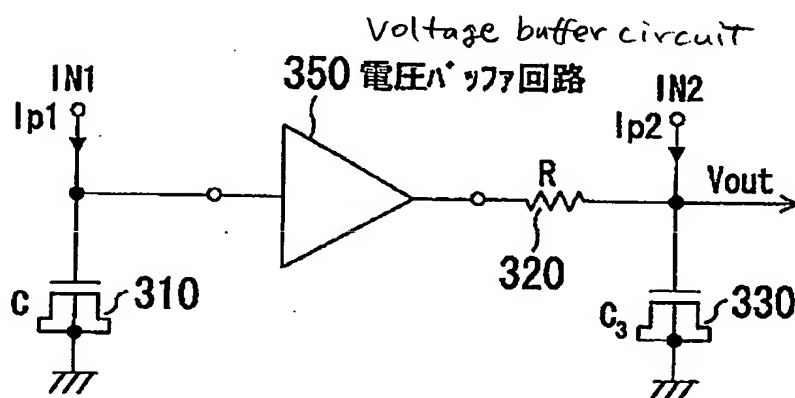 Voltage buffer circuit
350 電圧バッファ回路
IN1
Ip1
IN2
Ip2
R
Vout
320
C
310
C₃
330